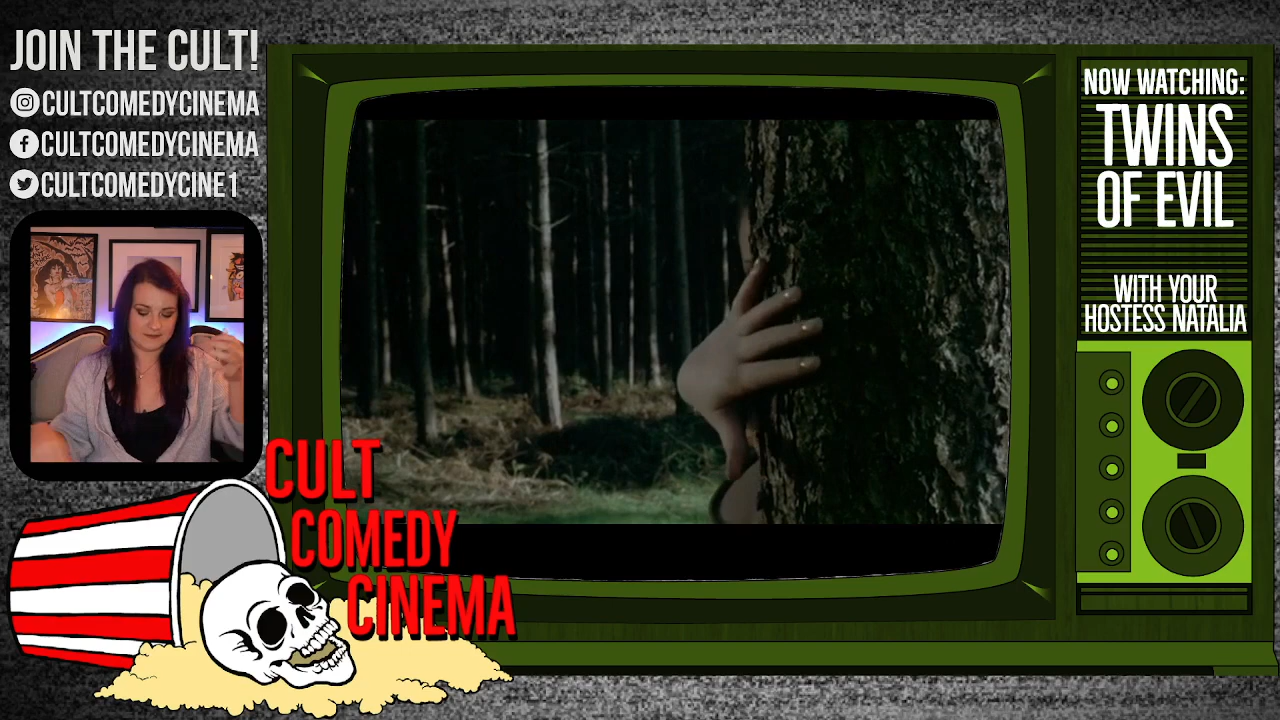 JOIN THE CULT!
CULTCOMEDYCINEMA
CULTCOMEDYCINEMA
CULTCOMEDYCINE1
CULT
COMEDY
CINEMA
NOW WATCHING:
TWINS
OF EVIL
WITH YOUR
HOSTESS NATALIA